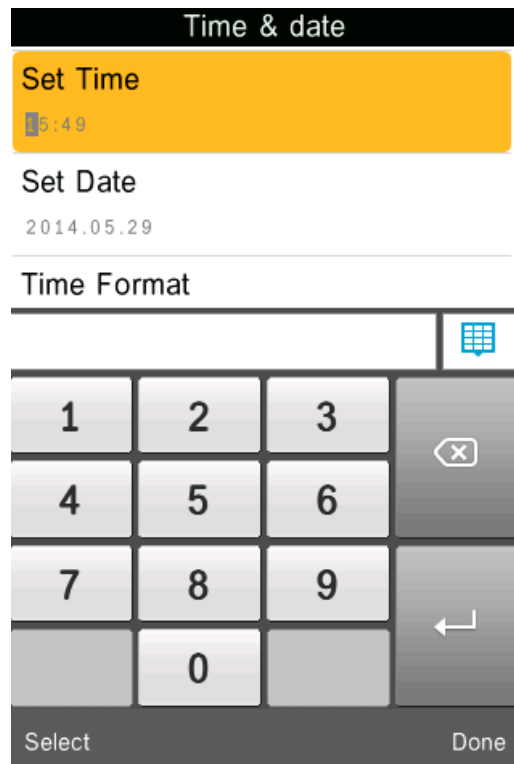 Time & date
Set Time
15:49
Set Date
2014.05.29
Time Format
1 2 3
4 5 6
7 8 9
0
Select Done